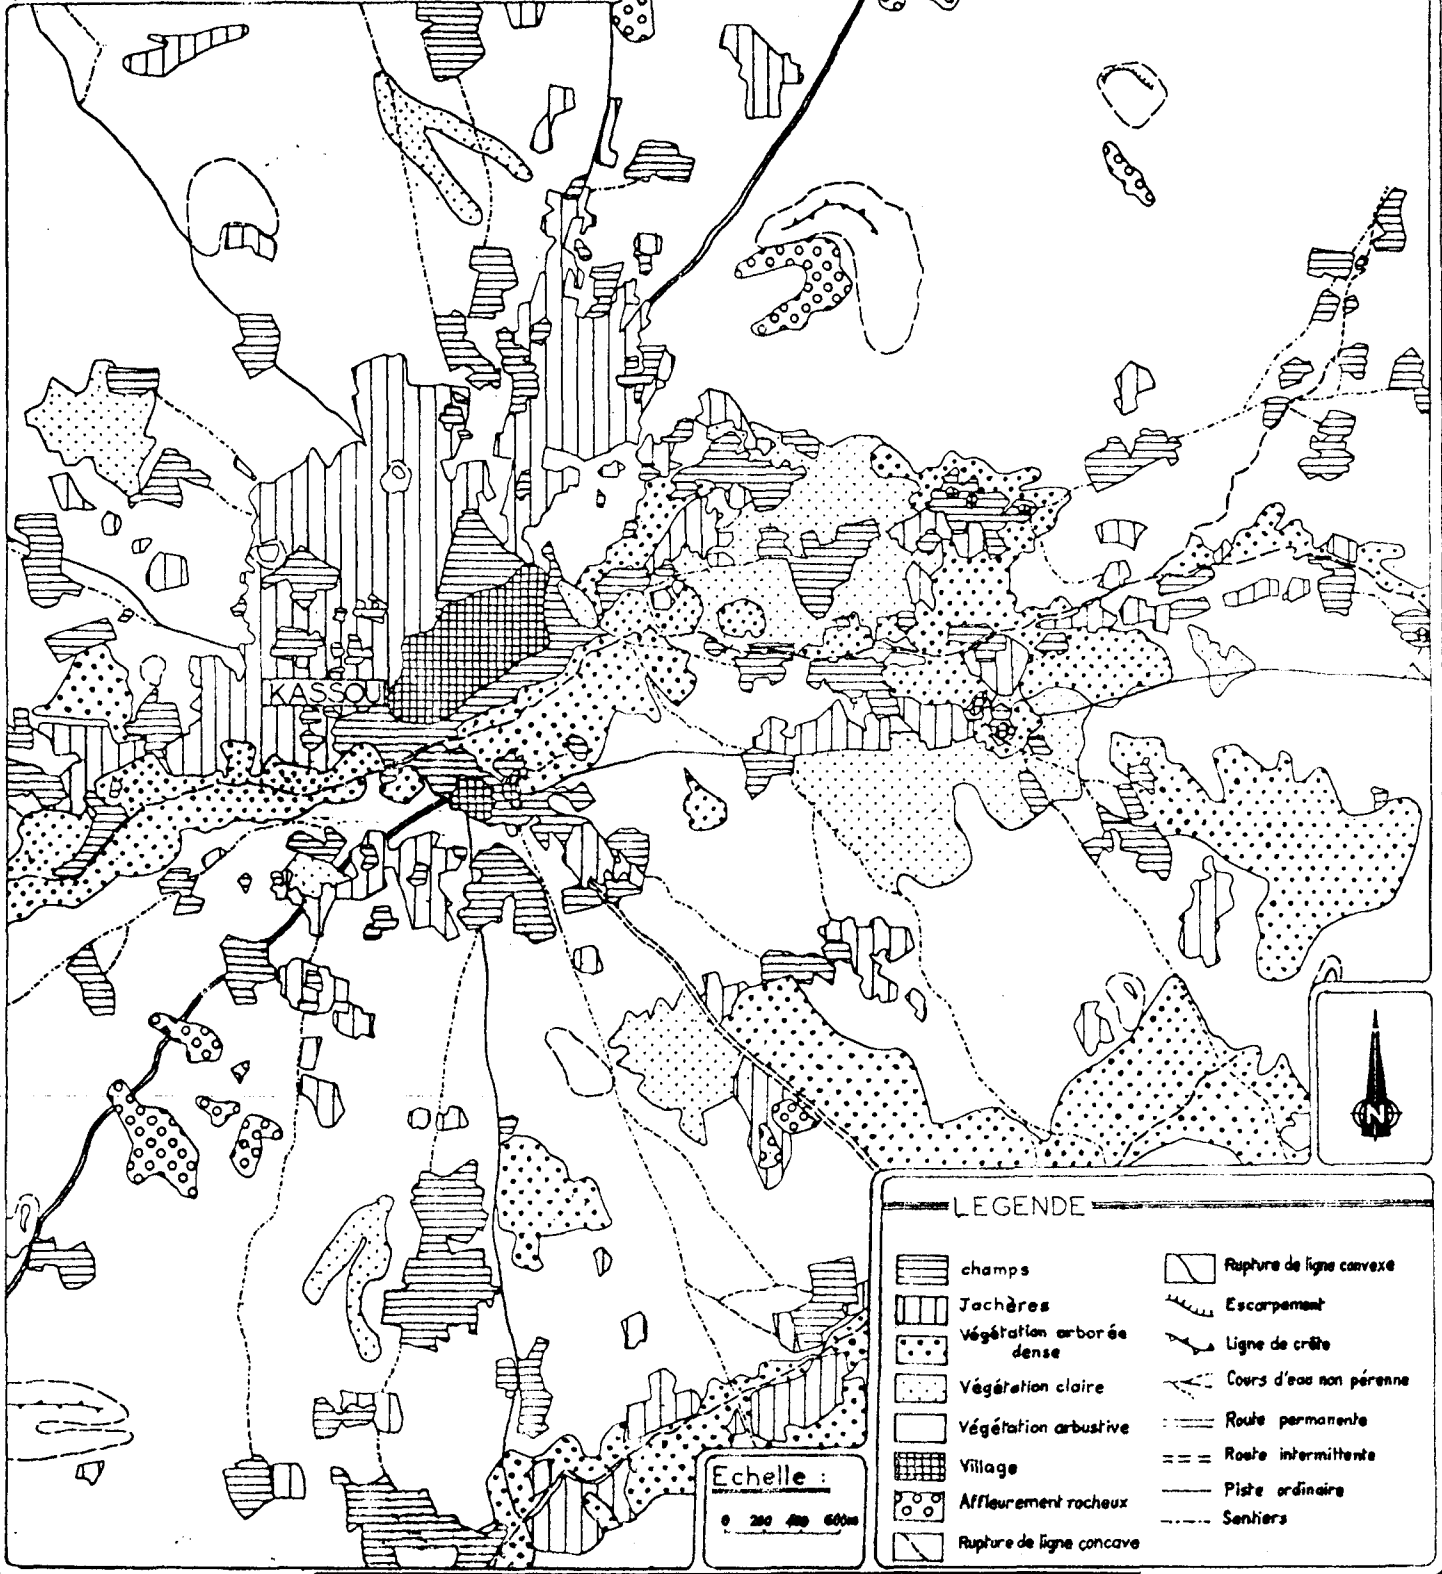 KASSOU
N
LEGENDE
champs
Jachères
Végétation arborée
dense
Végétation claire
Végétation arbustive
Village
Affleurement rocheux
Rupture de ligne concave
Rupture de ligne convexe
Escarpement
Ligne de crête
Cours d'eau non pérenne
Route permanente
Route intermittente
Piste ordinaire
Sentiers
Echelle :
0 200 400 600m